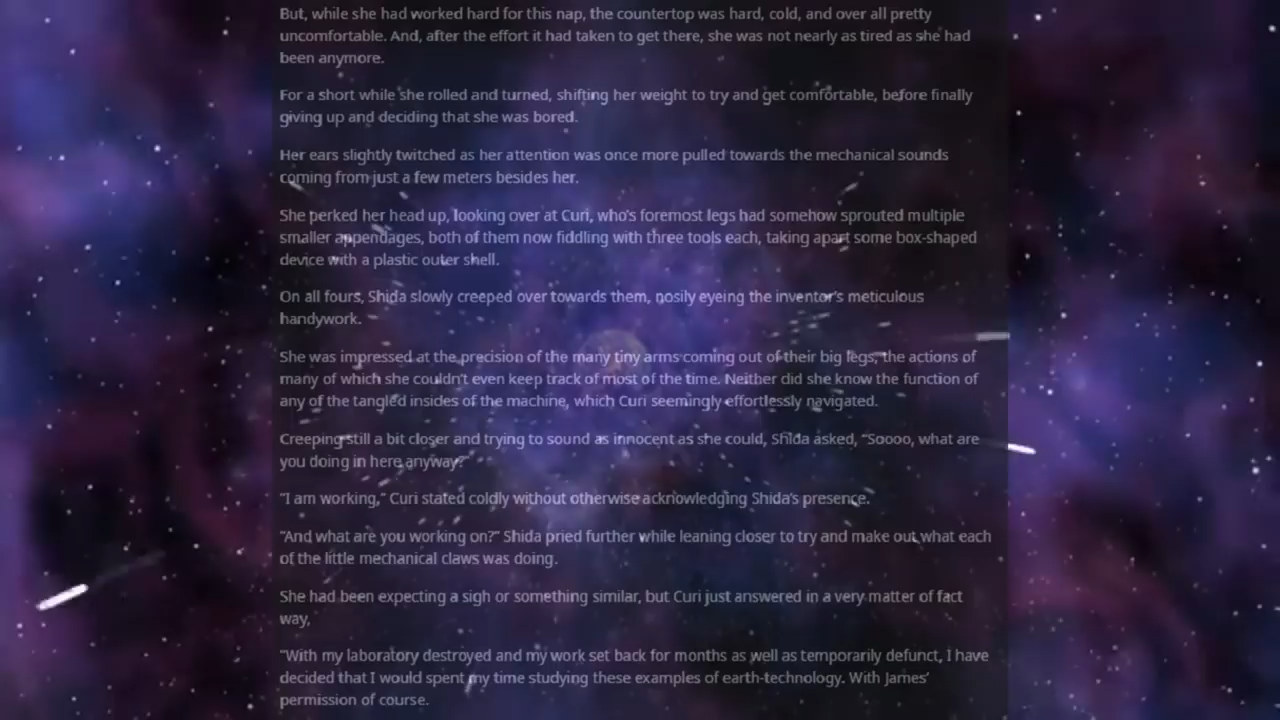 But, while she had worked hard for this nap, the countertop was hard, cold, and over all pretty
uncomfortable. And, after the effort it had taken to get there, she was not nearly as tired as she had
been anymore.
For a short while she rolled and turned, shifting her weight to try and get comfortable, before finally
giving up and deciding that she was bored.
Her ears slightly twitched as her attention was once more pulled towards the mechanical sounds
coming from just a few meters besides her.
She perked her head up, looking over at Curi, who's foremost legs had somehow sprouted multiple
smaller appendages, both of them now fiddling with three tools each, taking apart some box-shaped
device with a plastic outer shell.
On all fours, Shida slowly creeped over towards them, nosily eyeing the inventor's meticulous
handywork.
She was impressed at the precision of the many tiny arms coming out of their big legs, the actions of
many of which she couldn't even keep track of most of the time. Neither did she know the function of
any of the tangled insides of the machine, which Curi seemingly effortlessly navigated.
Creeping still a bit closer and trying to sound as innocent as she could, Shida asked, “Soooo, what are
you doing in here anyway?”
“I am working,” Curi stated coldly without otherwise acknowledging Shida's presence.
“And what are you working on?” Shida pried further while leaning closer to try and make out what each
of the little mechanical claws was doing.
She had been expecting a sigh or something similar, but Curi just answered in a very matter of fact
way,
“With my laboratory destroyed and my work set back for months as well as temporarily defunct, I have
decided that I would spent my time studying these examples of earth-technology. With James'
permission of course.